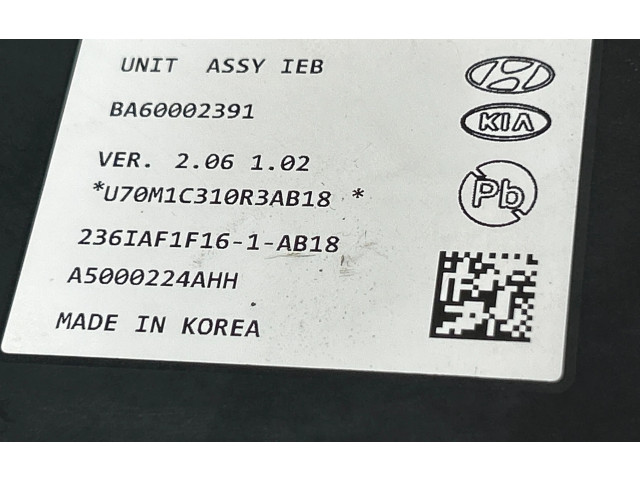 UNIT ASSY IEB
BA60002391
VER. 2.06 1.02
*U70M1C310R3AB18 *
236IAF1F16-1-AB18
A5000224AHH
MADE IN KOREA
KIA
Pb